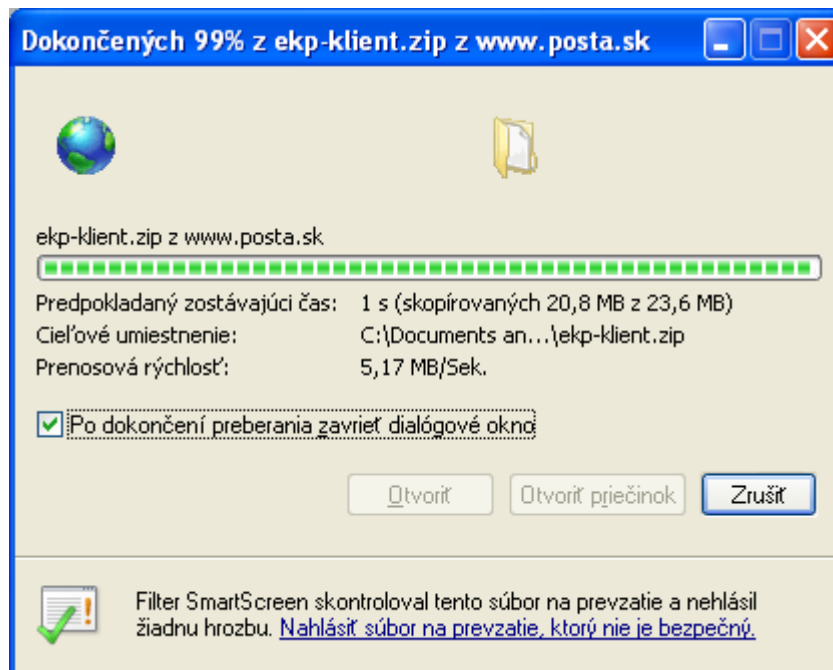 Dokončených 99% z ekp-klient.zip z www.posta.sk
ekp-klient.zip z www.posta.sk
Predpokladaný zostávajúci čas: 1 s (skopírovaných 20,8 MB z 23,6 MB)
Cieľové umiestnenie: C:\Documents an...\ekp-klient.zip
Prenosová rýchlosť: 5,17 MB/Sek.
Po dokončení preberania zavrieť dialógové okno
Otvoriť Otvoriť priečinok Zrušiť
Filter SmartScreen skontroloval tento súbor na prevzatie a nehlásil
žiadnu hrozbu. Nahlásiť súbor na prevzatie, ktorý nie je bezpečný.